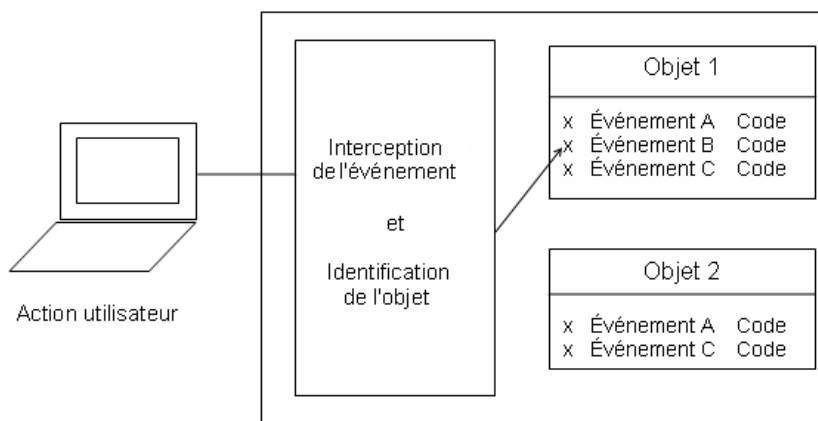 Action utilisateur
Interception
de l'événement
et
Identification
de l'objet
Objet 1
x Événement A Code
x Événement B Code
x Événement C Code
Objet 2
x Événement A Code
x Événement C Code